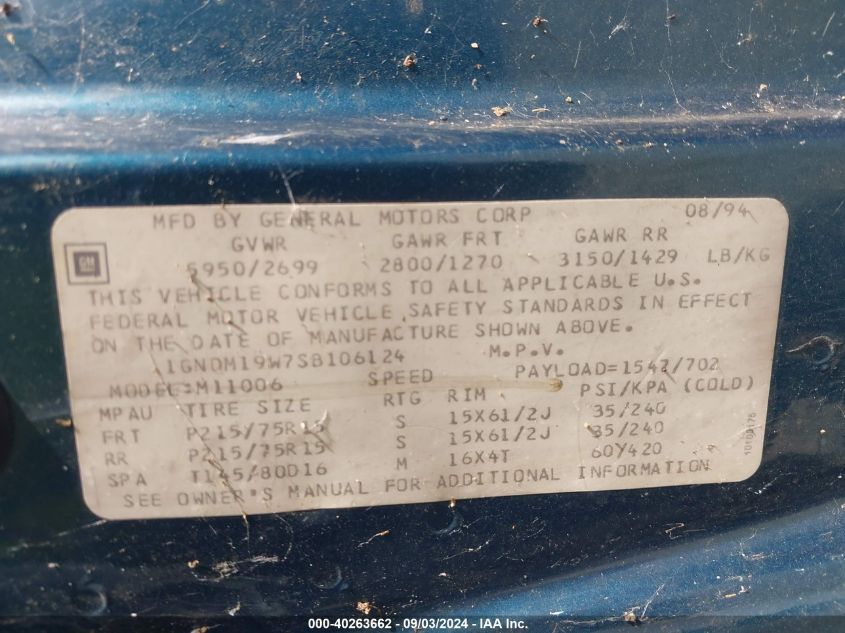 MFD BY GENERAL MOTORS CORP 08/94
GVWR GAWR FRT GAWR RR
GM 5950/2699 2800/1270 3150/1429 LB/KG
THIS VEHICLE CONFORMS TO ALL APPLICABLE U.S.
FEDERAL MOTOR VEHICLE SAFETY STANDARDS IN EFFECT
ON THE DATE OF MANUFACTURE SHOWN ABOVE.
1GNDM19W7SB106124 M.P.V.
MODEL:M11006 SPEED PAYLOAD=1542/702
MPAU TIRE SIZE RTG RIM PSI/KPA (COLD)
FRT P215/75R15 S 15X61/2J 35/240
RR P215/75R15 S 15X61/2J 35/240
SPA T145/80D16 M 16X4T 60Y420
SEE OWNER'S MANUAL FOR ADDITIONAL INFORMATION
000-40263662 - 09/03/2024 - IAA Inc.